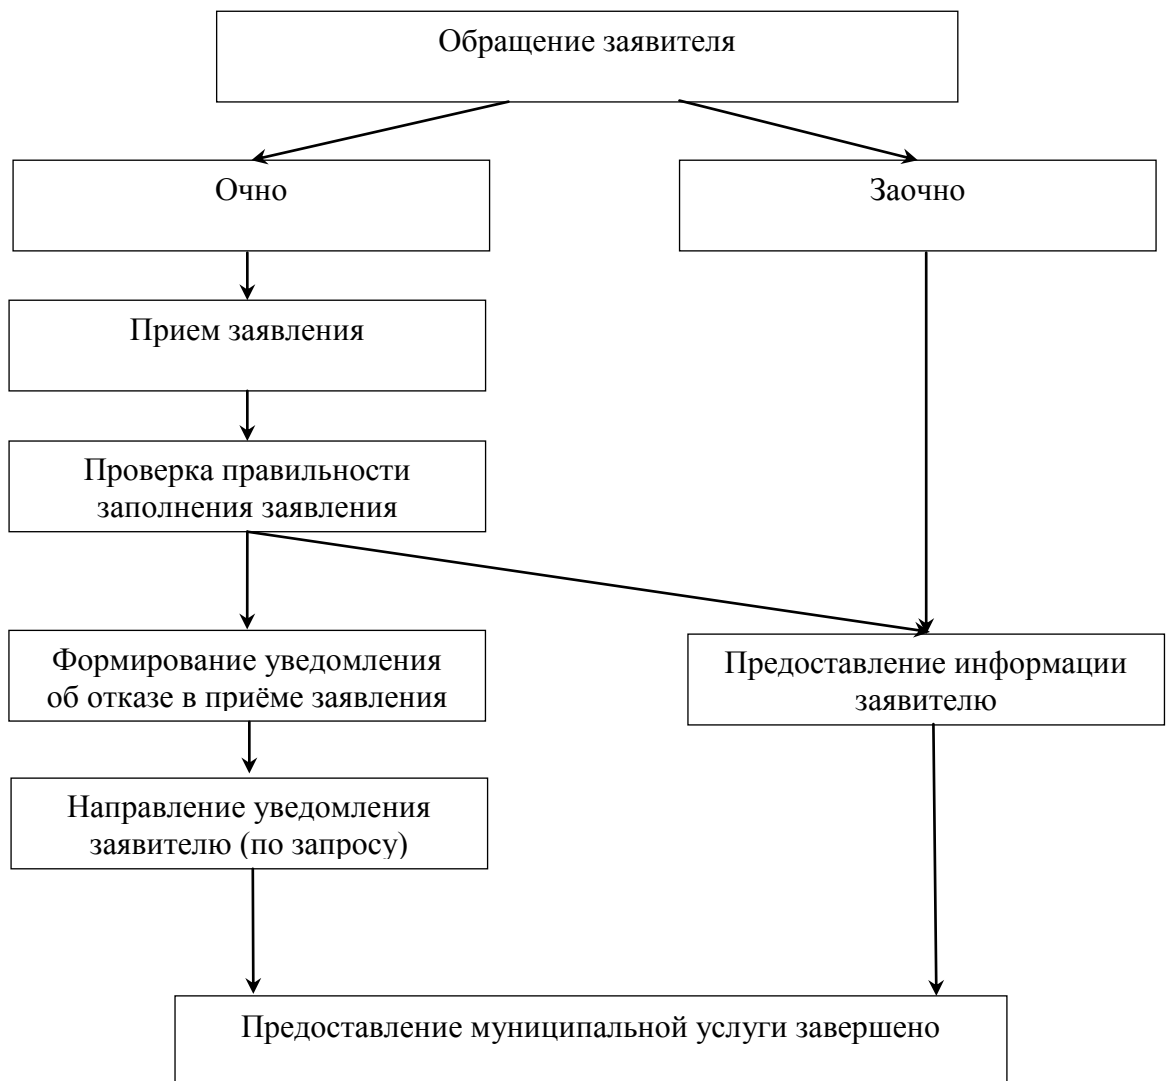 Обращение заявителя
Очно
Заочно
Прием заявления
Проверка правильности
заполнения заявления
Формирование уведомления
об отказе в приёме заявления
Предоставление информации
заявителю
Направление уведомления
заявителю (по запросу)
Предоставление муниципальной услуги завершено